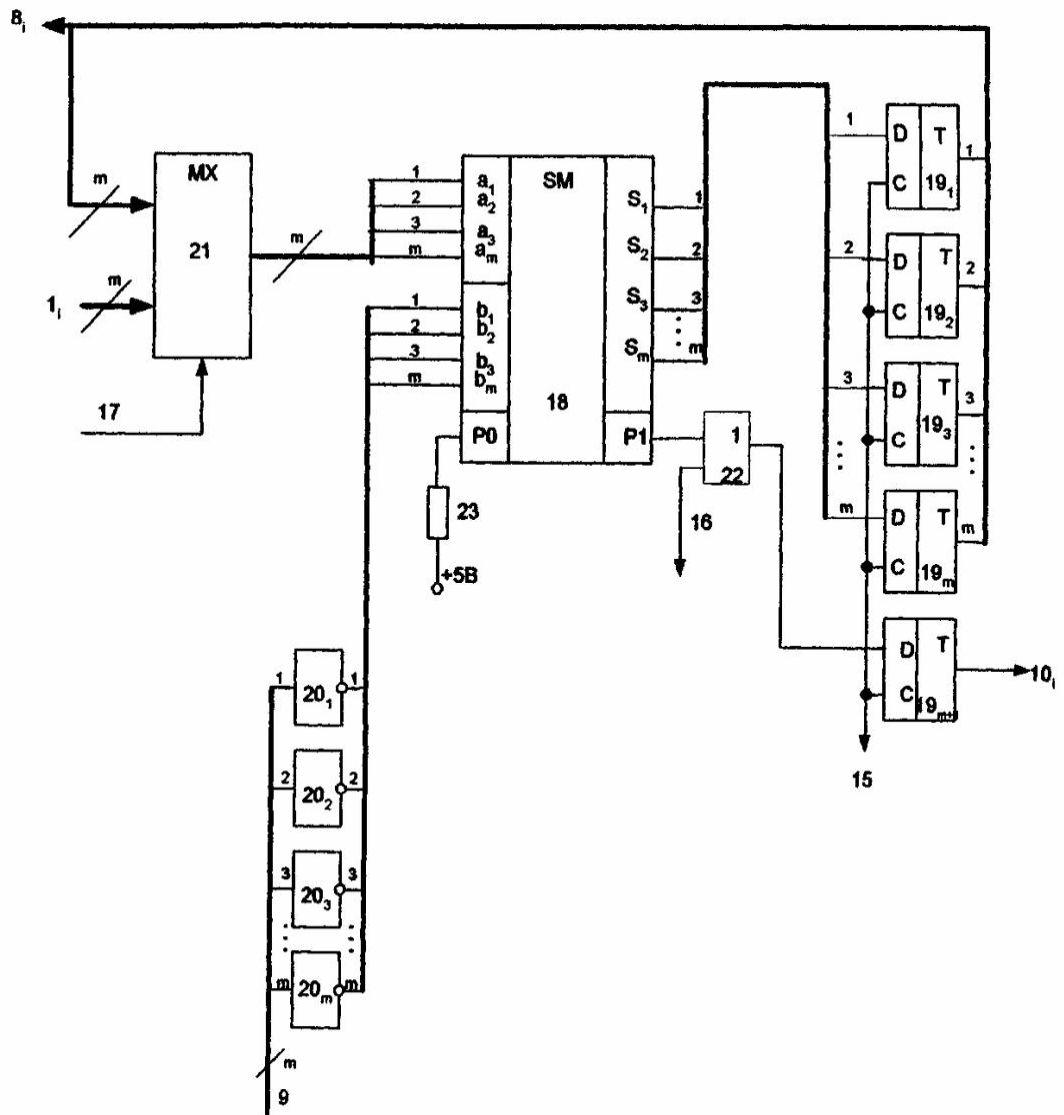 8i
m
MX
21
m
1i
m
17
1
2
3
m
a1
a2
a3
am
SM
18
1
2
3
m
b1
b2
b3
bm
P0
S1
S2
S3
Sm
P1
1
2
3
m
23
+5В
1
22
16
1
D
T
C
19₁
1
2
D
T
C
19₂
2
3
D
T
C
19₃
3
m
D
T
C
19m
m
D
T
C
19m+1
10i
15
1
20₁
1
2
20₂
2
3
20₃
3
m
20m
m
m
9